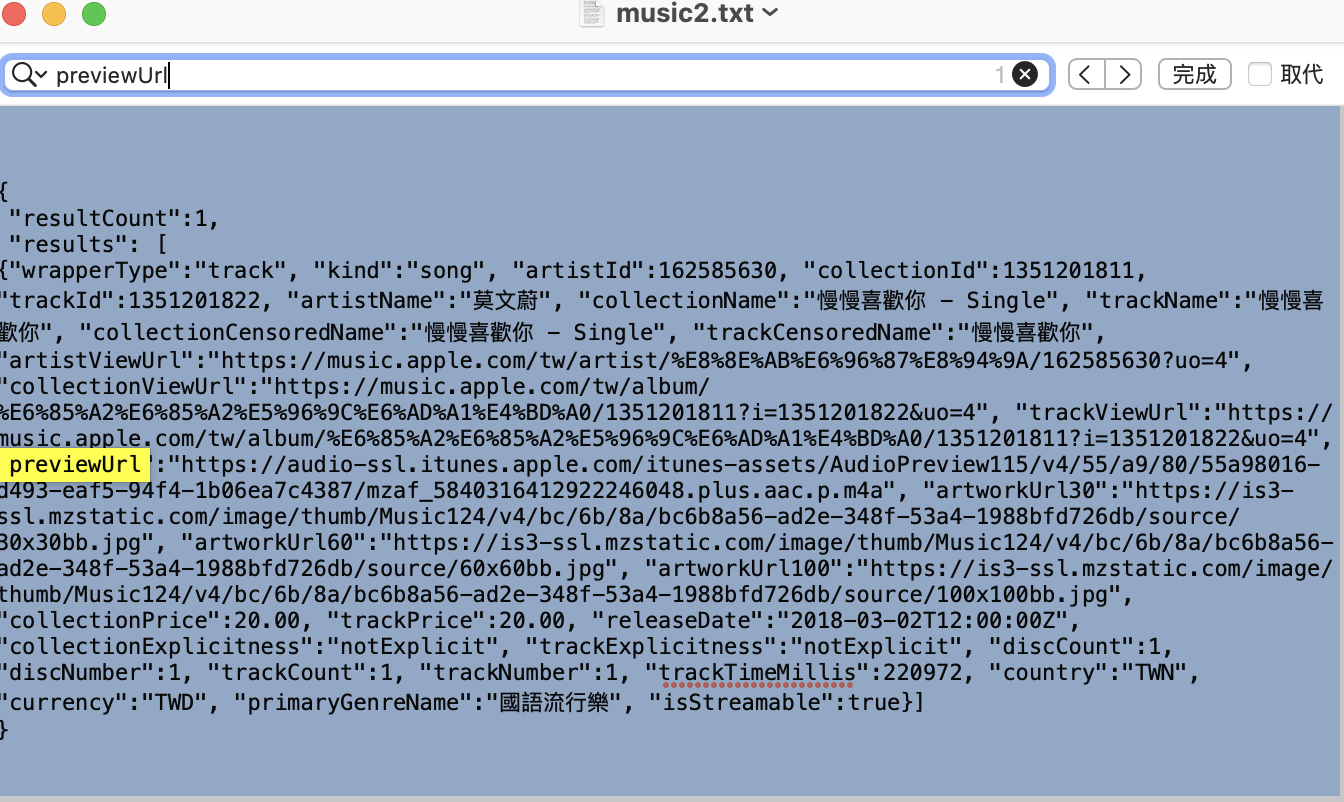 music2.txt
previewUrl
1
完成
取代
{
"resultCount":1,
"results": [
{"wrapperType":"track", "kind":"song", "artistId":162585630, "collectionId":1351201811,
"trackId":1351201822, "artistName":"莫文蔚", "collectionName":"慢慢喜歡你 - Single", "trackName":"慢慢喜
歡你", "collectionCensoredName":"慢慢喜歡你 - Single", "trackCensoredName":"慢慢喜歡你",
"artistViewUrl":"https://music.apple.com/tw/artist/%E8%8E%AB%E6%96%87%E8%94%9A/162585630?uo=4",
"collectionViewUrl":"https://music.apple.com/tw/album/
%E6%85%A2%E6%85%A2%E5%96%9C%E6%AD%A1%E4%BD%A0/1351201811?i=1351201822&uo=4", "trackViewUrl":"https://
music.apple.com/tw/album/%E6%85%A2%E6%85%A2%E5%96%9C%E6%AD%A1%E4%BD%A0/1351201811?i=1351201822&uo=4",
previewUrl":"https://audio-ssl.itunes.apple.com/itunes-assets/AudioPreview115/v4/55/a9/80/55a98016-
d493-eaf5-94f4-1b06ea7c4387/mzaf_5840316412922246048.plus.aac.p.m4a", "artworkUrl30":"https://is3-
ssl.mzstatic.com/image/thumb/Music124/v4/bc/6b/8a/bc6b8a56-ad2e-348f-53a4-1988bfd726db/source/
30x30bb.jpg", "artworkUrl60":"https://is3-ssl.mzstatic.com/image/thumb/Music124/v4/bc/6b/8a/bc6b8a56-
ad2e-348f-53a4-1988bfd726db/source/60x60bb.jpg", "artworkUrl100":"https://is3-ssl.mzstatic.com/image/
thumb/Music124/v4/bc/6b/8a/bc6b8a56-ad2e-348f-53a4-1988bfd726db/source/100x100bb.jpg",
"collectionPrice":20.00, "trackPrice":20.00, "releaseDate":"2018-03-02T12:00:00Z",
"collectionExplicitness":"notExplicit", "trackExplicitness":"notExplicit", "discCount":1,
"discNumber":1, "trackCount":1, "trackNumber":1, "trackTimeMillis":220972, "country":"TWN",
"currency":"TWD", "primaryGenreName":"國語流行樂", "isStreamable":true}]
}